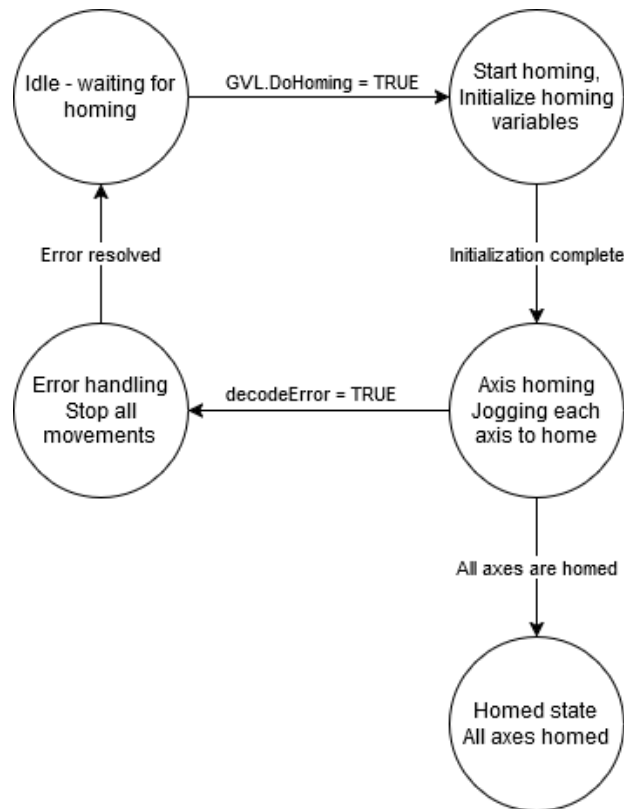 Idle - waiting for
homing
GVL.DoHoming = TRUE
Start homing,
Initialize homing
variables
Error resolved
Initialization complete
Error handling
Stop all
movements
decodeError = TRUE
Axis homing
Jogging each
axis to home
All axes are homed
Homed state
All axes homed